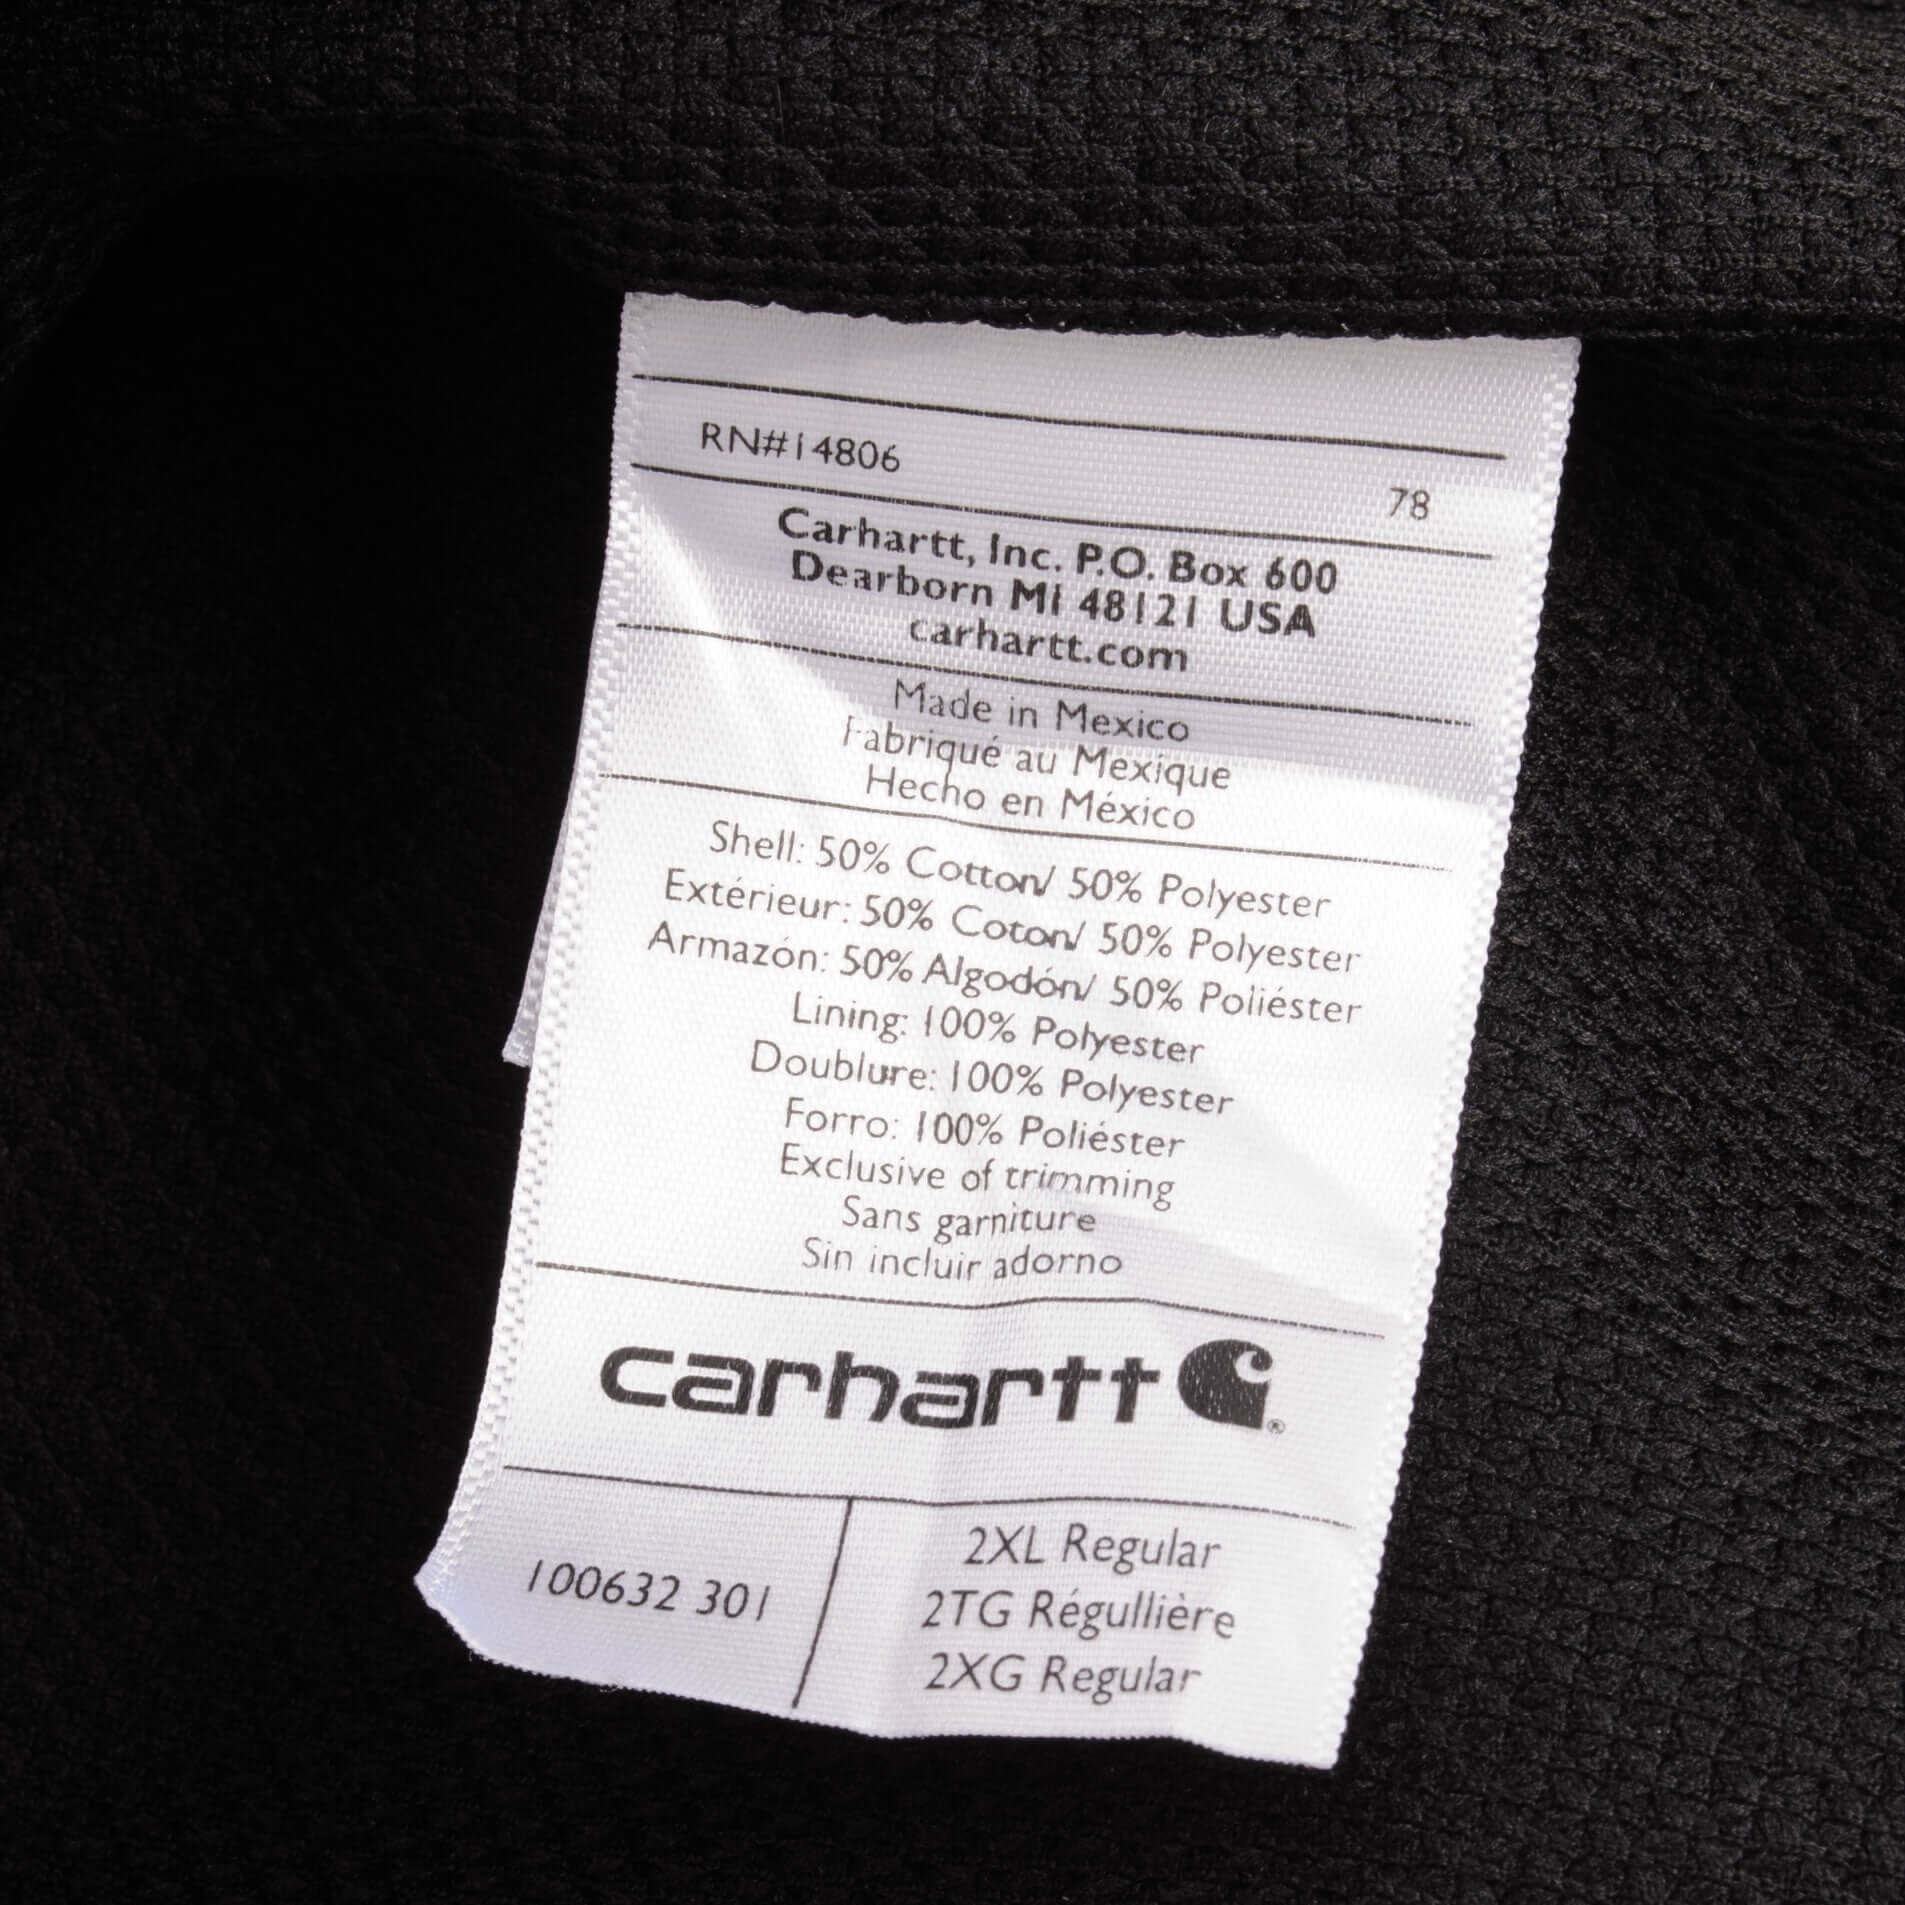 RN#14806
78
Carhartt, Inc. P.O. Box 600
Dearborn MI 48121 USA
carhartt.com
Made in Mexico
Fabriqué au Mexique
Hecho en México
Shell: 50% Cotton/ 50% Polyester
Extérieur: 50% Coton/ 50% Polyester
Armazón: 50% Algodón/ 50% Poliéster
Lining: 100% Polyester
Doublure: 100% Polyester
Forro: 100% Poliéster
Exclusive of trimming
Sans garniture
Sin incluir adorno
carhartt ®
100632 301
2XL Regular
2TG Régullière
2XG Regular